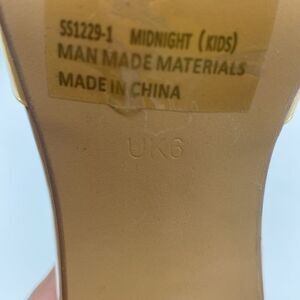 SS1229-1 MIDNIGHT (KIDS)
MAN MADE MATERIALS
MADE IN CHINA
UK6